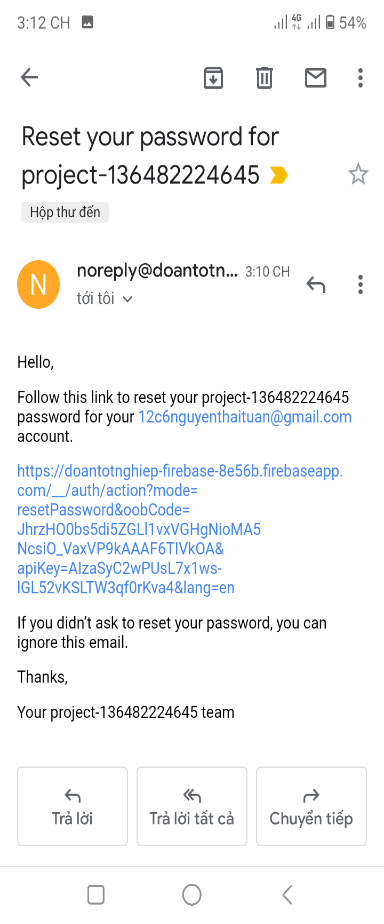 3:12 CH 4G 54%
Reset your password for
project-136482224645
Hộp thư đến
N
noreply@doantotn... 3:10 CH
tới tôi
Hello,
Follow this link to reset your project-136482224645
password for your 12c6nguyenthaituan@gmail.com
account.
https://doantotnghiep-firebase-8e56b.firebaseapp.
com/__/auth/action?mode=
resetPassword&oobCode=
JhrzHO0bs5di5ZGLl1vxVGHgNioMA5
NcsiO_VaxVP9kAAAF6TIVkOA&
apiKey=AIzaSyC2wPUsL7x1ws-
lGL52vKSLTW3qf0rKva4&lang=en
If you didn't ask to reset your password, you can
ignore this email.
Thanks,
Your project-136482224645 team
Trả lời Trả lời tất cả Chuyển tiếp